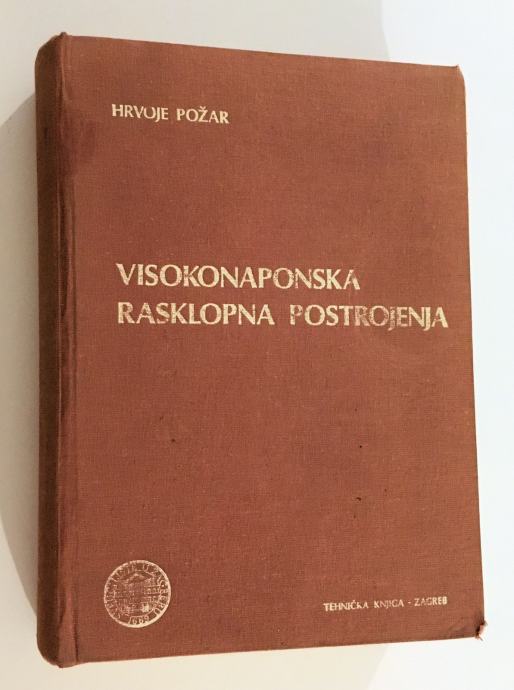 HRVOJE POŽAR
VISOKONAPONSKA
RASKLOPNA POSTROJENJA
TEHNIČKA KNJIGA - ZAGREB